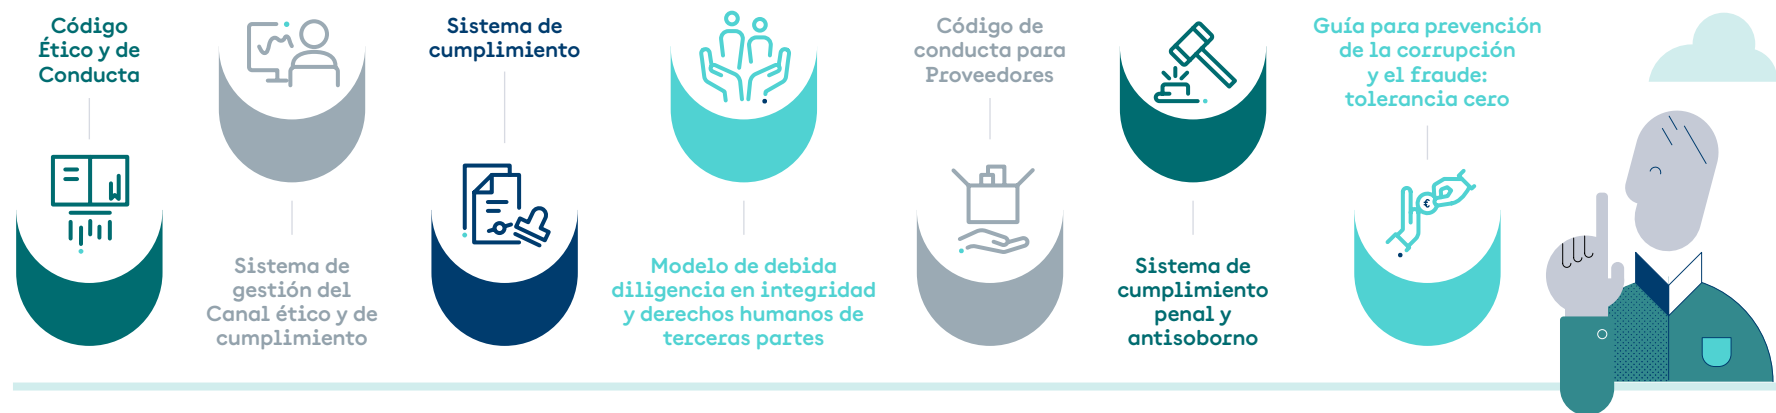 Código
Ético y de
Conducta
Sistema de
gestión del
Canal ético y de
cumplimiento
Sistema de
cumplimiento
Modelo de debida
diligencia en integridad
y derechos humanos de
terceras partes
Código de
conducta para
Proveedores
Sistema de
cumplimiento
penal y
antisoborno
Guía para prevención
de la corrupción
y el fraude:
tolerancia cero
€